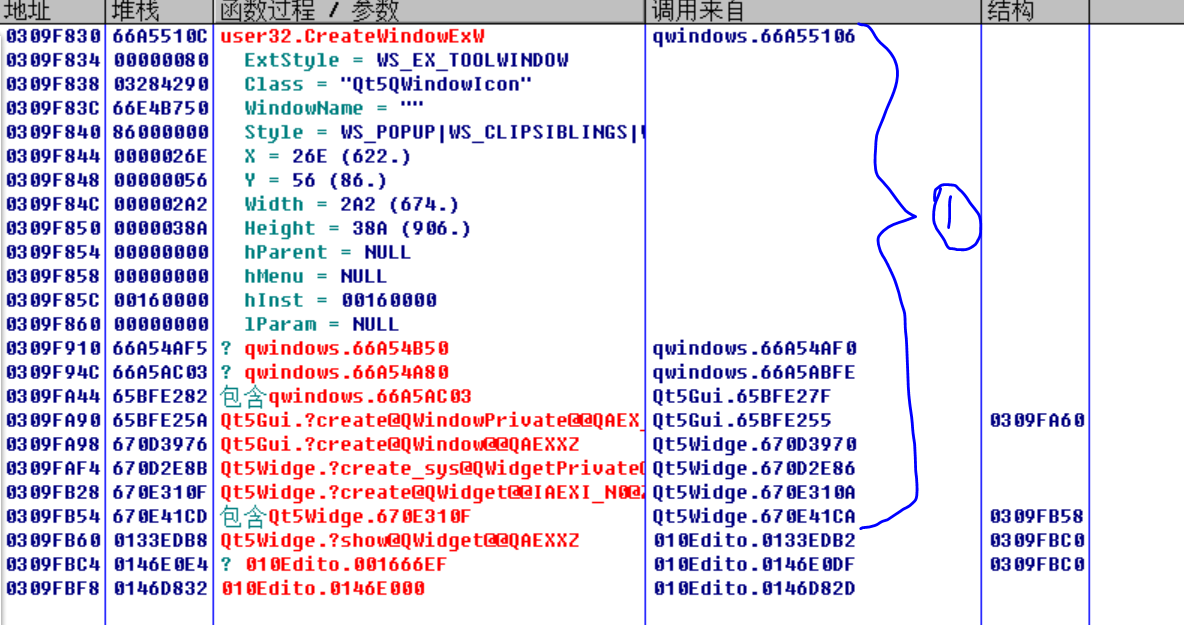 地址 堆栈 函数过程 / 参数 调用来自 结构
0309F830 66A5510C user32.CreateWindowExW qwindows.66A55106
0309F834 00000080 ExtStyle = WS_EX_TOOLWINDOW
0309F838 03284290 Class = "Qt5QWindowIcon"
0309F83C 66E4B750 WindowName = ""
0309F840 86000000 Style = WS_POPUP|WS_CLIPSIBLINGS|
0309F844 0000026E X = 26E (622.)
0309F848 00000056 Y = 56 (86.)
0309F84C 000002A2 Width = 2A2 (674.)
0309F850 0000038A Height = 38A (906.)
0309F854 00000000 hParent = NULL
0309F858 00000000 hMenu = NULL
0309F85C 00160000 hInst = 00160000
0309F860 00000000 lParam = NULL
0309F910 66A54AF5 ? qwindows.66A54B50 qwindows.66A54AF0
0309F94C 66A5AC03 ? qwindows.66A54A80 qwindows.66A5ABFE
0309FA44 65BFE282 包含qwindows.66A5AC03 Qt5Gui.65BFE27F
0309FA90 65BFE25A Qt5Gui.?create@QWindowPrivate@@QAEX_ Qt5Gui.65BFE255 0309FA60
0309FA98 670D3976 Qt5Gui.?create@QWindow@@QAEXXZ Qt5Widge.670D3970
0309FAF4 670D2E8B Qt5Widge.?create_sys@QWidgetPrivate@ Qt5Widge.670D2E86
0309FB28 670E310F Qt5Widge.?create@QWidget@@IAEXI_N0@Z Qt5Widge.670E310A
0309FB54 670E41CD 包含Qt5Widge.670E310F Qt5Widge.670E41CA 0309FB58
0309FB60 0133EDB8 Qt5Widge.?show@QWidget@@QAEXXZ 010Edito.0133EDB2 0309FBC0
0309FBC4 0146E0E4 ? 010Edito.001666EF 010Edito.0146E0DF 0309FBC0
0309FBF8 0146D832 010Edito.0146E000 010Edito.0146D82D
1